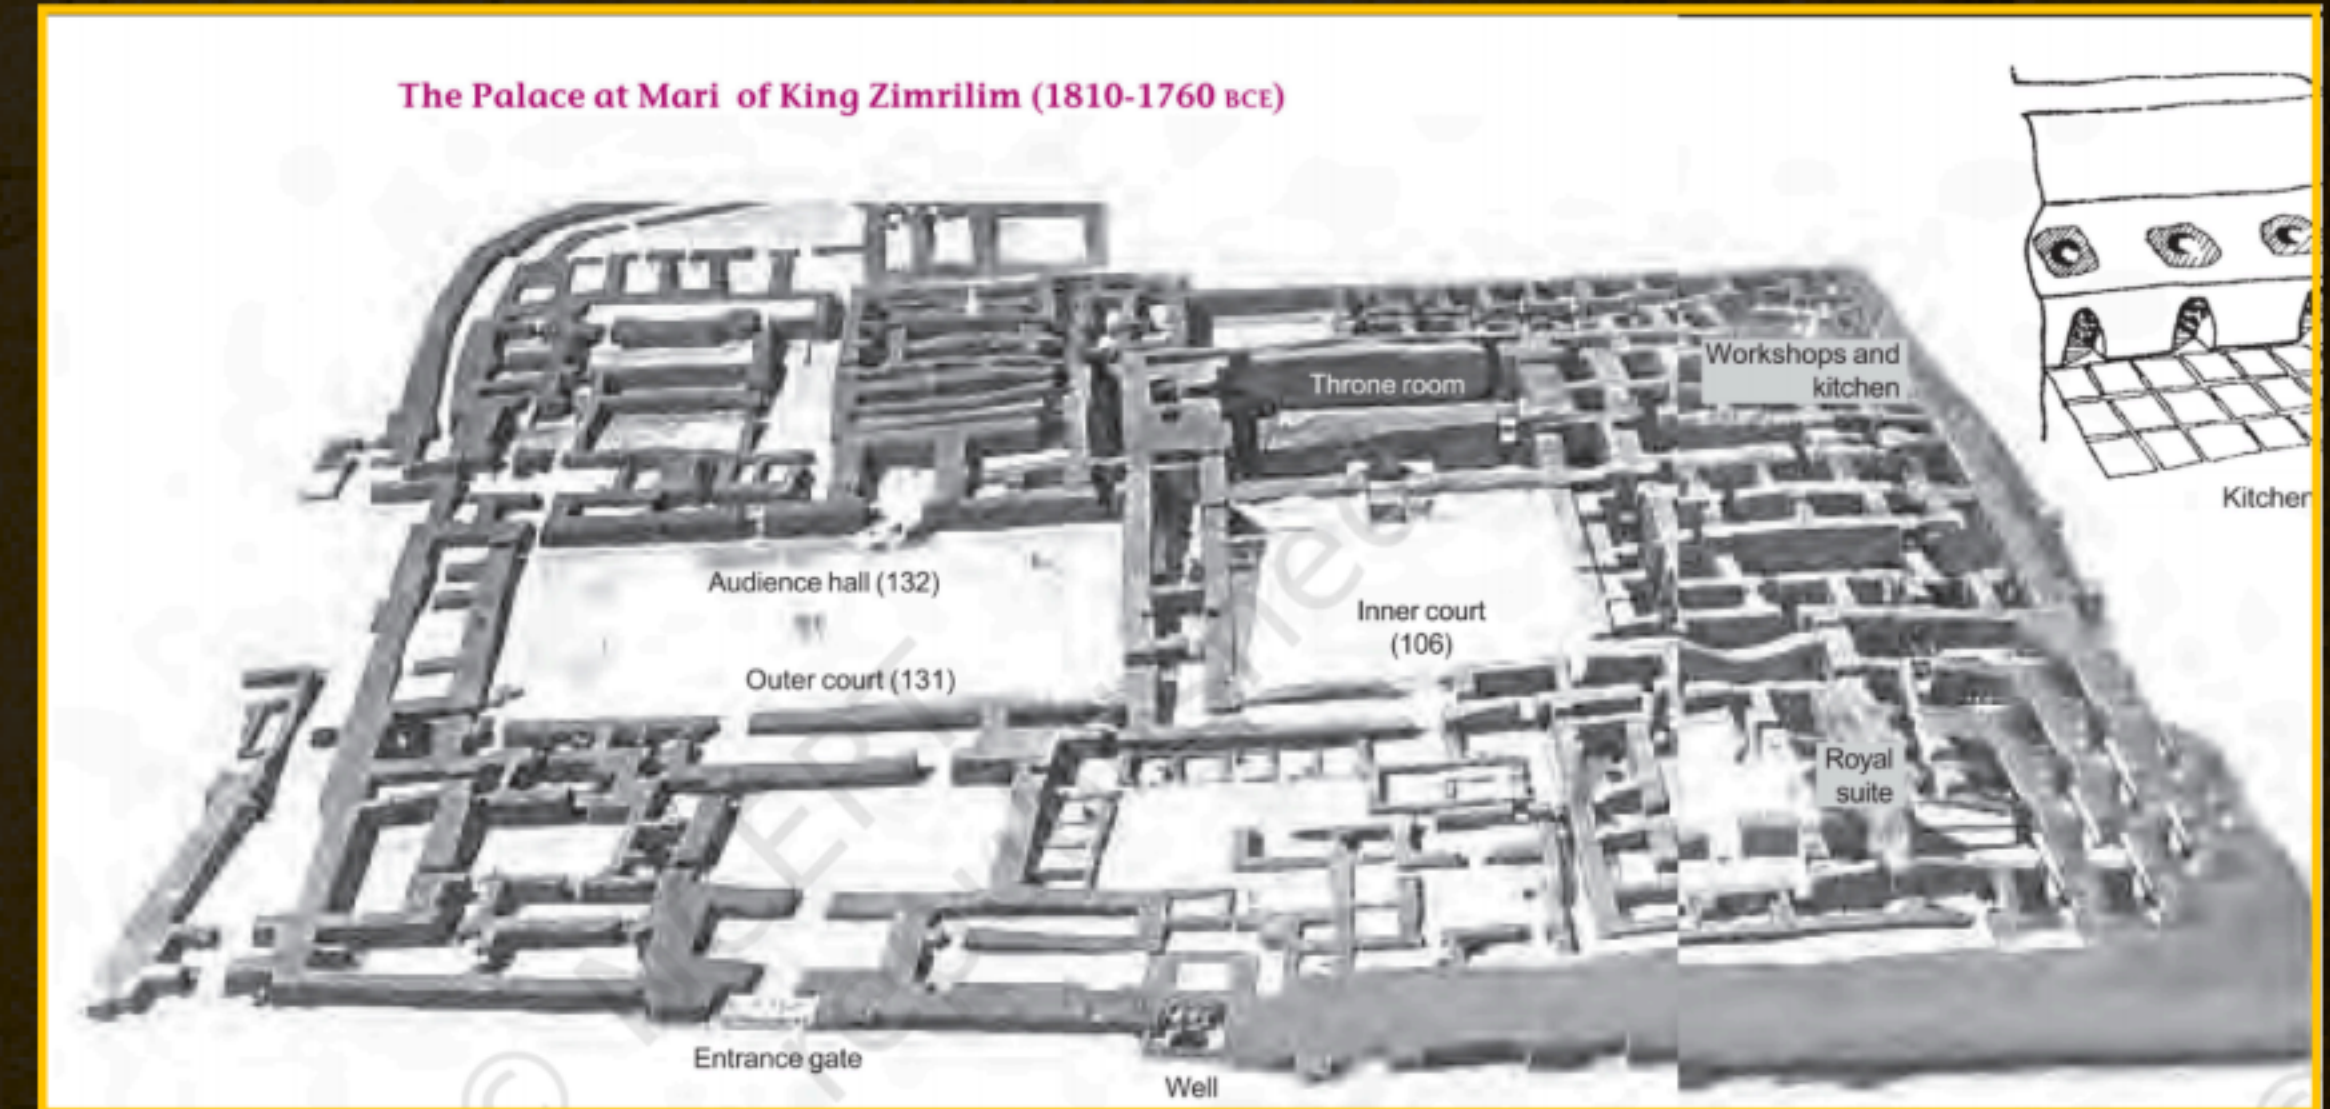 The Palace at Mari of King Zimrilim (1810-1760 BCE)
Throne room
Workshops and
kitchen
Kitchen
Audience hall (132)
Inner court
(106)
Outer court (131)
Royal
suite
Entrance gate
Well